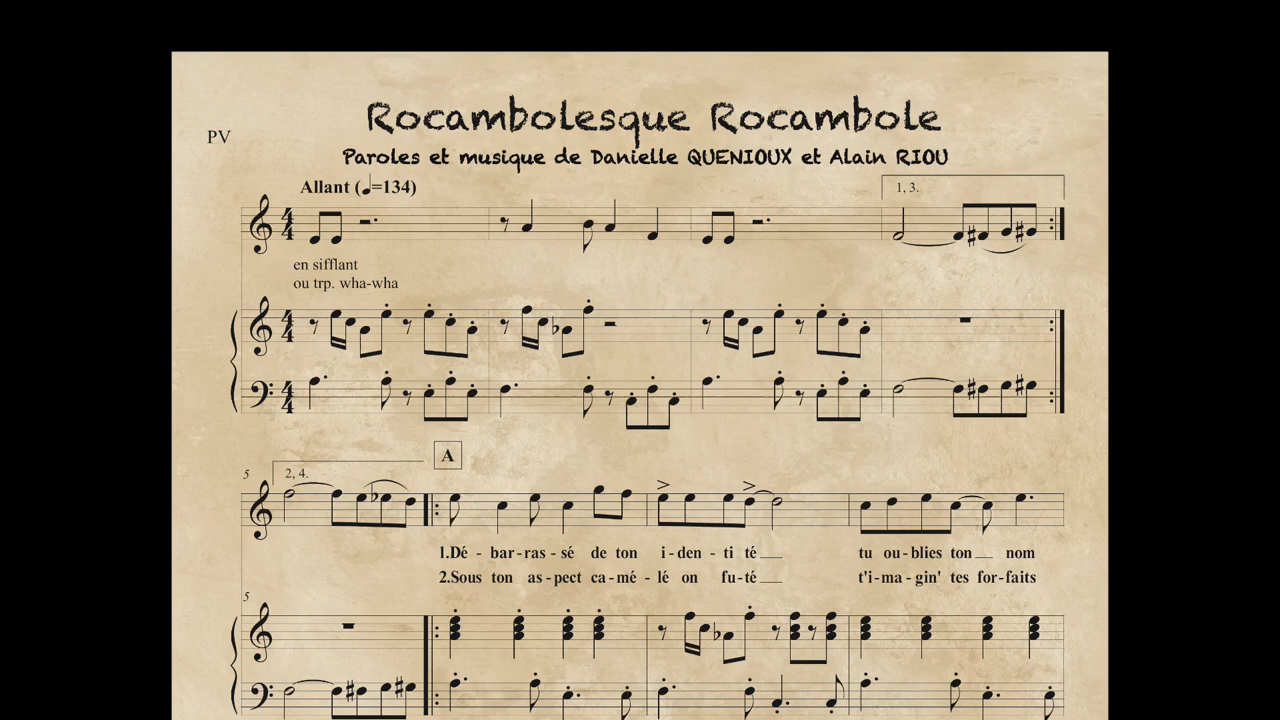 Rocambolesque Rocambole
PV
Paroles et musique de Danielle QUENIOUX et Alain RIOU
Allant (♩=134)
1, 3.
en sifflant
ou trp. wha-wha
A
5
2, 4.
1.Dé - bar - ras - sé de ton i - den - ti té tu ou - blies ton nom
2.Sous ton as - pect ca - mé - lé on fu - té t'i - ma - gin' tes for - faits
5